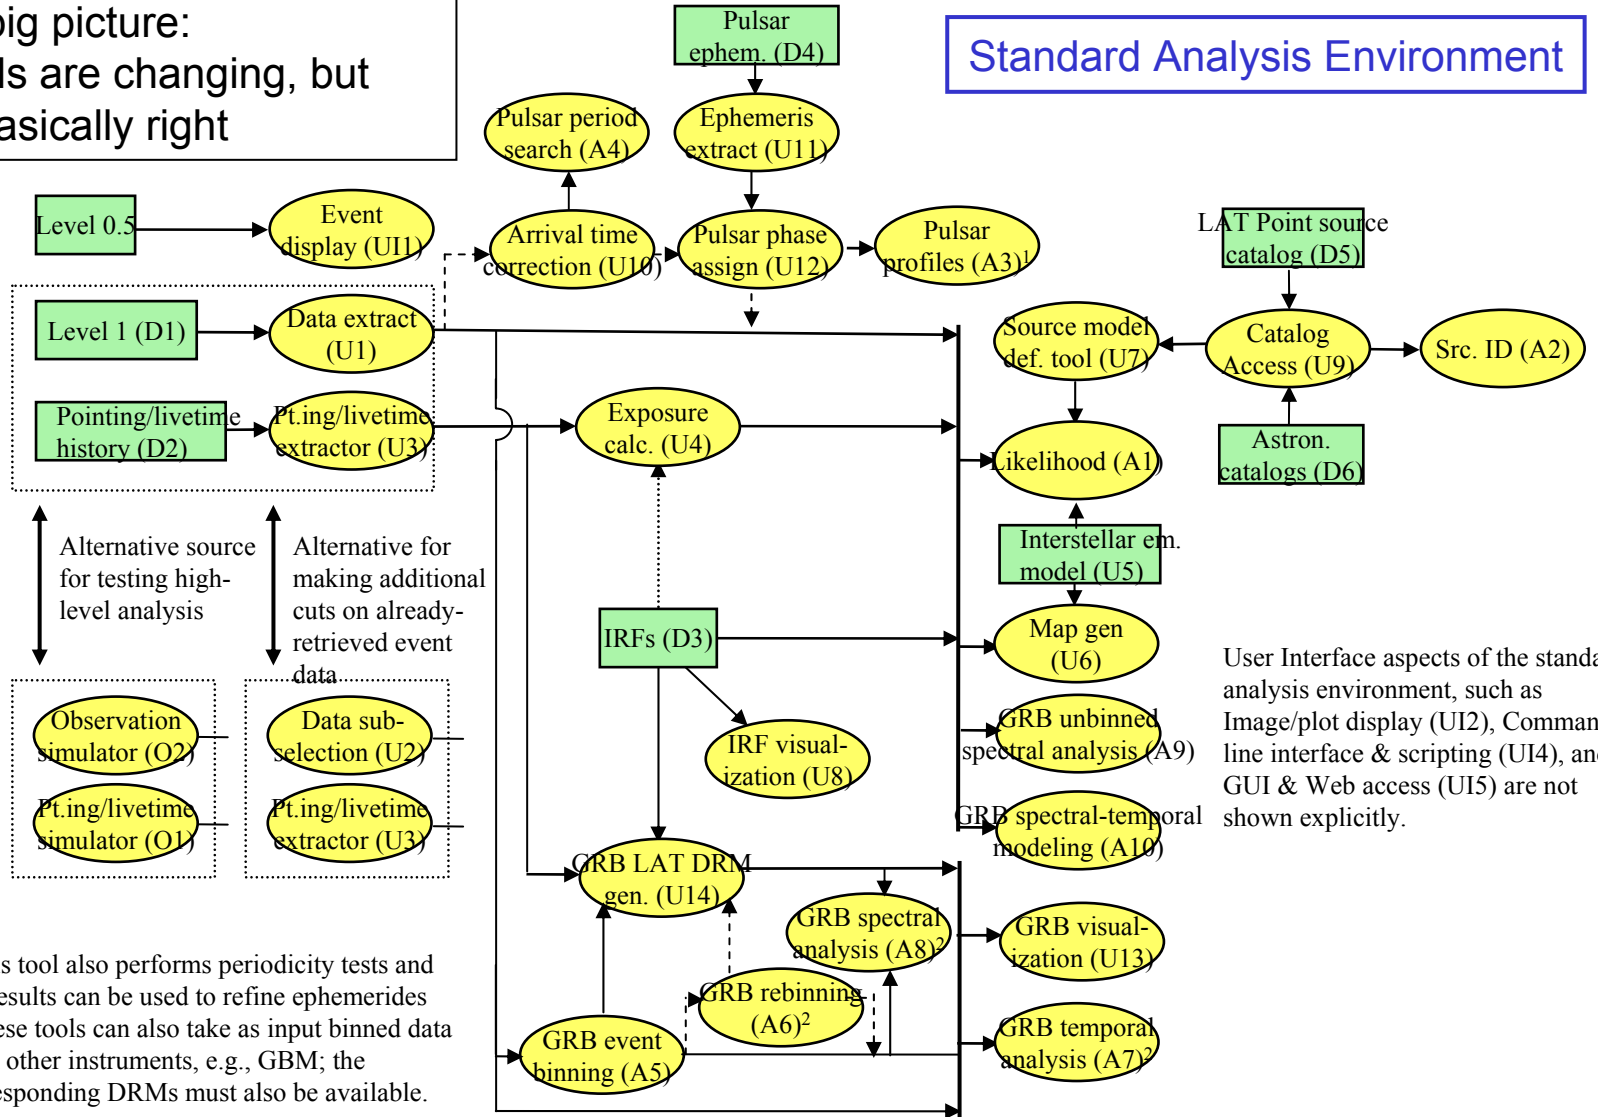 big picture:
ls are changing, but
asically right
Standard Analysis Environment
Pulsar
ephem. (D4)
Pulsar period
search (A4)
Ephemeris
extract (U11)
Level 0.5
Event
display (UI1)
Arrival time
correction (U10)
Pulsar phase
assign (U12)
Pulsar
profiles (A3)¹
LAT Point source
catalog (D5)
Level 1 (D1)
Data extract
(U1)
Source model
def. tool (U7)
Catalog
Access (U9)
Src. ID (A2)
Pointing/livetime
history (D2)
Pt.ing/livetime
extractor (U3)
Exposure
calc. (U4)
Likelihood (A1)
Astron.
catalogs (D6)
Alternative source
for testing high-
level analysis
Alternative for
making additional
cuts on already-
retrieved event
data
Interstellar em.
model (U5)
IRFs (D3)
Map gen
(U6)
User Interface aspects of the standa
analysis environment, such as
Image/plot display (UI2), Comman
line interface & scripting (UI4), and
GUI & Web access (UI5) are not
shown explicitly.
Observation
simulator (O2)
Data sub-
selection (U2)
IRF visual-
ization (U8)
GRB unbinned
spectral analysis (A9)
Pt.ing/livetime
simulator (O1)
Pt.ing/livetime
extractor (U3)
GRB spectral-temporal
modeling (A10)
GRB LAT DRM
gen. (U14)
GRB spectral
analysis (A8)²
GRB visual-
ization (U13)
GRB rebinning
(A6)²
GRB event
binning (A5)
GRB temporal
analysis (A7)²
is tool also performs periodicity tests and
esults can be used to refine ephemerides
ese tools can also take as input binned data
other instruments, e.g., GBM; the
esponding DRMs must also be available.